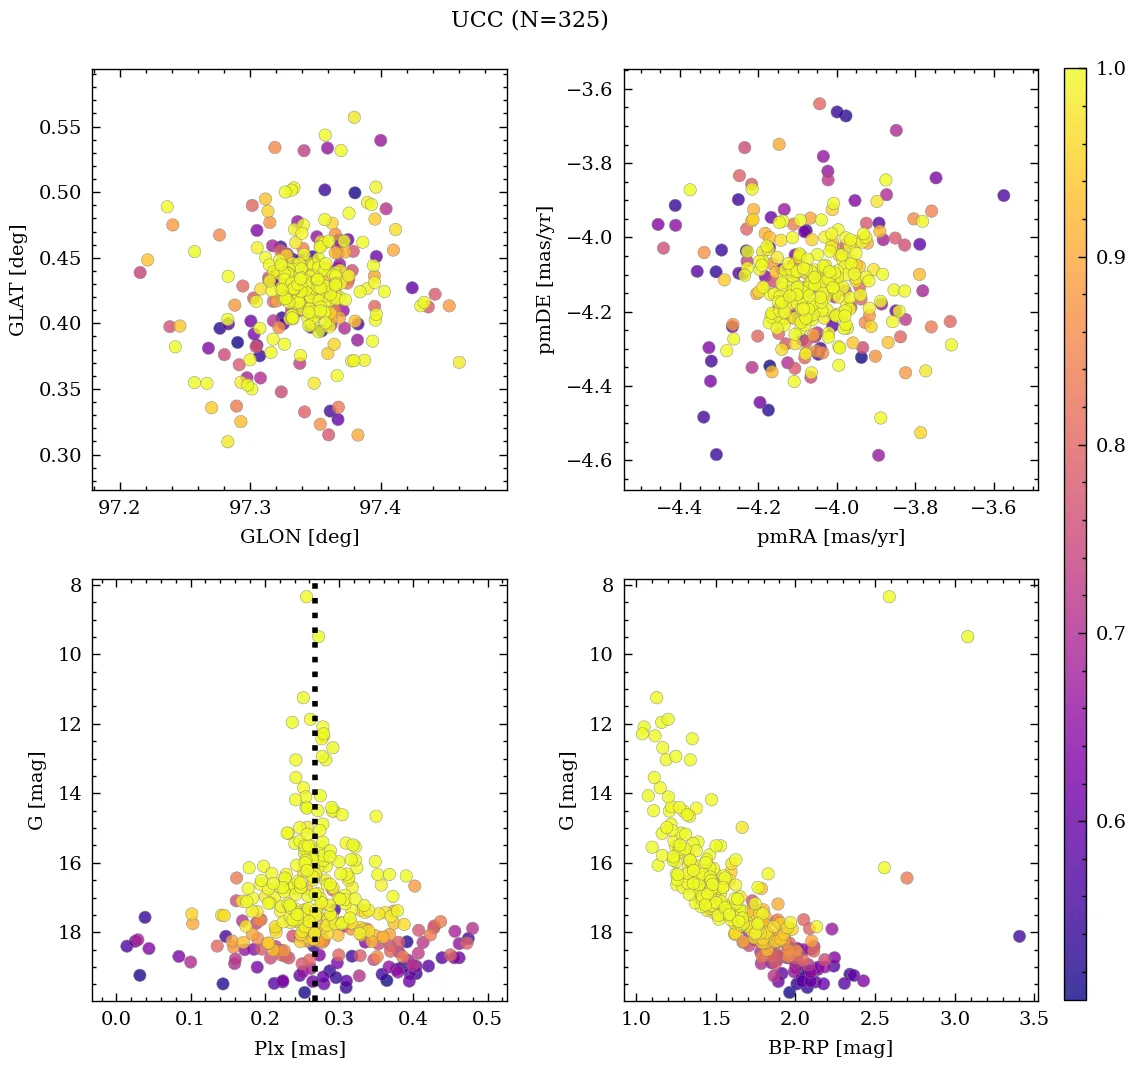 UCC (N=325)
0.55
0.50
0.45
0.40
0.35
0.30
GLAT [deg]
97.2 97.3 97.4
GLON [deg]
−3.6
−3.8
−4.0
−4.2
−4.4
−4.6
pmDE [mas/yr]
−4.4 −4.2 −4.0 −3.8 −3.6
pmRA [mas/yr]
1.0
0.9
0.8
0.7
0.6
8
10
12
14
16
18
G [mag]
0.0 0.1 0.2 0.3 0.4 0.5
Plx [mas]
8
10
12
14
16
18
G [mag]
1.0 1.5 2.0 2.5 3.0 3.5
BP-RP [mag]